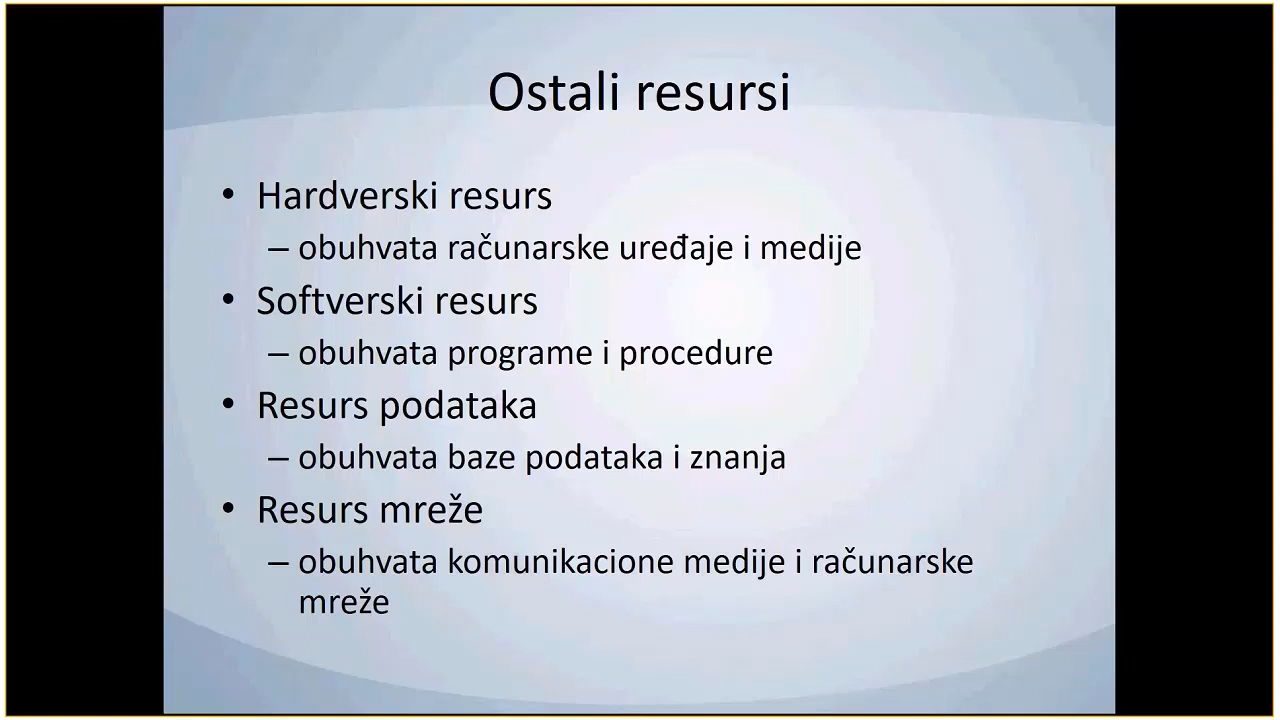 Ostali resursi
• Hardverski resurs
– obuhvata računarske uređaje i medije
• Softverski resurs
– obuhvata programe i procedure
• Resurs podataka
– obuhvata baze podataka i znanja
• Resurs mreže
– obuhvata komunikacione medije i računarske
mreže